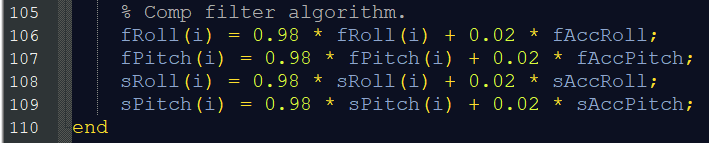 105 % Comp filter algorithm.
106 fRoll(i) = 0.98 * fRoll(i) + 0.02 * fAccRoll;
107 fPitch(i) = 0.98 * fPitch(i) + 0.02 * fAccPitch;
108 sRoll(i) = 0.98 * sRoll(i) + 0.02 * sAccRoll;
109 sPitch(i) = 0.98 * sPitch(i) + 0.02 * sAccPitch;
110 end